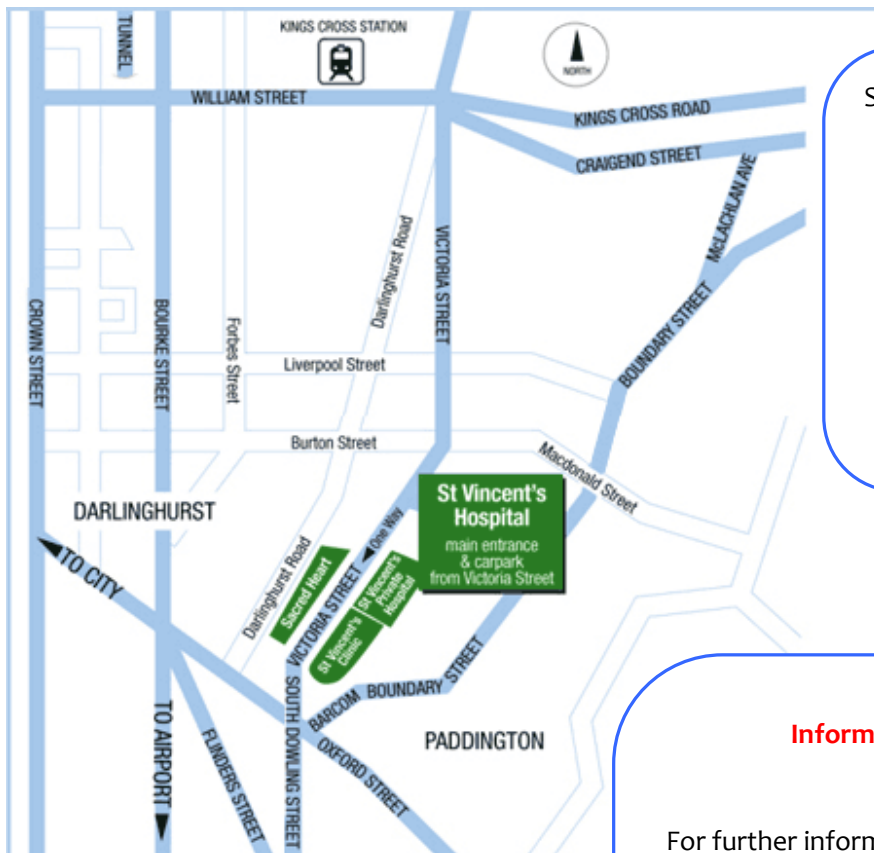 KINGS CROSS STATION
TUNNEL
NORTH
S
WILLIAM STREET
KINGS CROSS ROAD
CRAIGEND STREET
McLACHLAN AVE
Darlinghurst Road
VICTORIA STREET
CROWN STREET
BOURKE STREET
Forbes Street
BOUNDARY STREET
Liverpool Street
Burton Street
Macdonald Street
St Vincent's
Hospital
main entrance
& carpark
from Victoria Street
DARLINGHURST
One Way
TO CITY
Darlinghurst Road
Sacred Heart
VICTORIA STREET
St Vincent's
Private
Hospital
St Vincent's
Clinic
BARCOM
BOUNDARY STREET
TO AIRPORT
FLINDERS STREET
SOUTH DOWLING STREET
OXFORD STREET
PADDINGTON
Inform
For further inforn